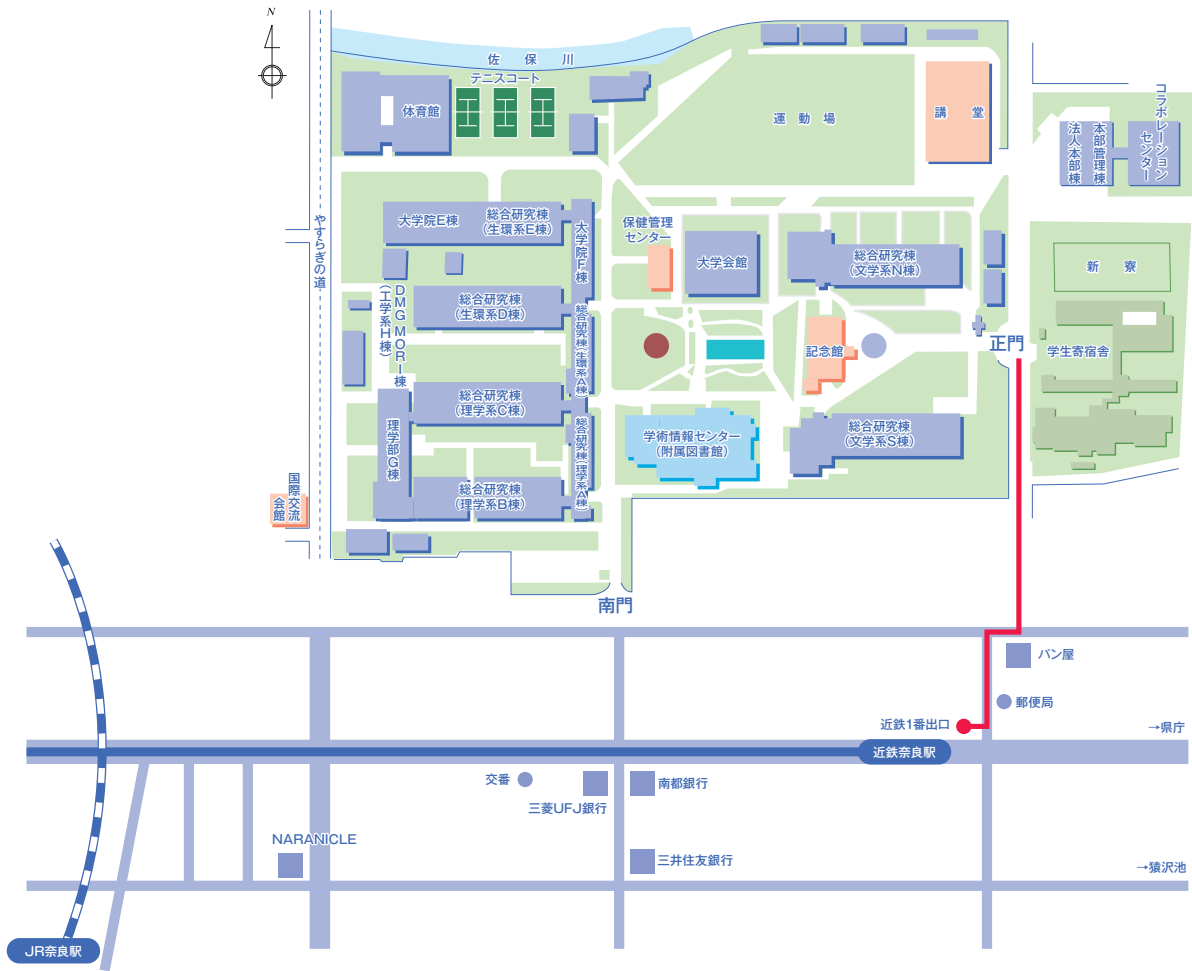 N
佐保川
テニスコート
体育館
運動場
講堂
コラボレーション
センター
本部管理棟
法人本部棟
やすらぎの道
大学院E棟
総合研究棟
(生環系E棟)
大学院F棟
保健管理
センター
大学会館
総合研究棟
(文学系N棟)
新寮
DMG MORI棟
(工学系H棟)
総合研究棟
(生環系D棟)
総合研究棟(生環系A棟)
記念館
正門
学生寄宿舎
総合研究棟
(理学系C棟)
理学部G棟
総合研究棟(理学系A棟)
学術情報センター
(附属図書館)
総合研究棟
(文学系S棟)
国際交流
会館
総合研究棟
(理学系B棟)
南門
パン屋
郵便局
近鉄1番出口
→県庁
近鉄奈良駅
交番
三菱UFJ銀行
南都銀行
NARANICLE
三井住友銀行
→猿沢池
JR奈良駅